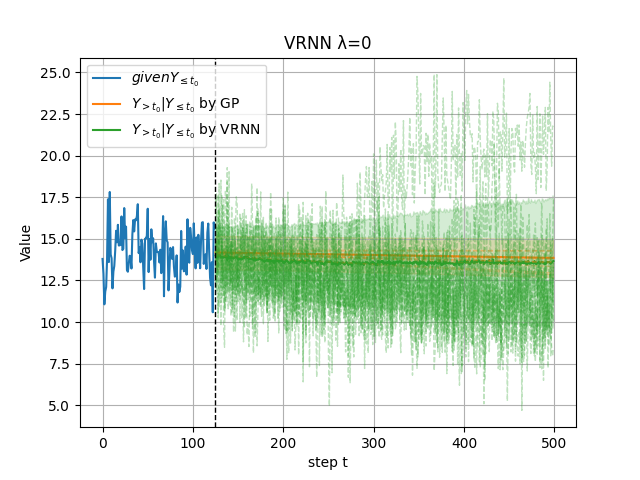 VRNN λ=0
25.0
22.5
20.0
17.5
15.0
12.5
10.0
7.5
5.0
Value
givenY≤t₀
Y>t₀|Y≤t₀ by GP
Y>t₀|Y≤t₀ by VRNN
0 100 200 300 400 500
step t